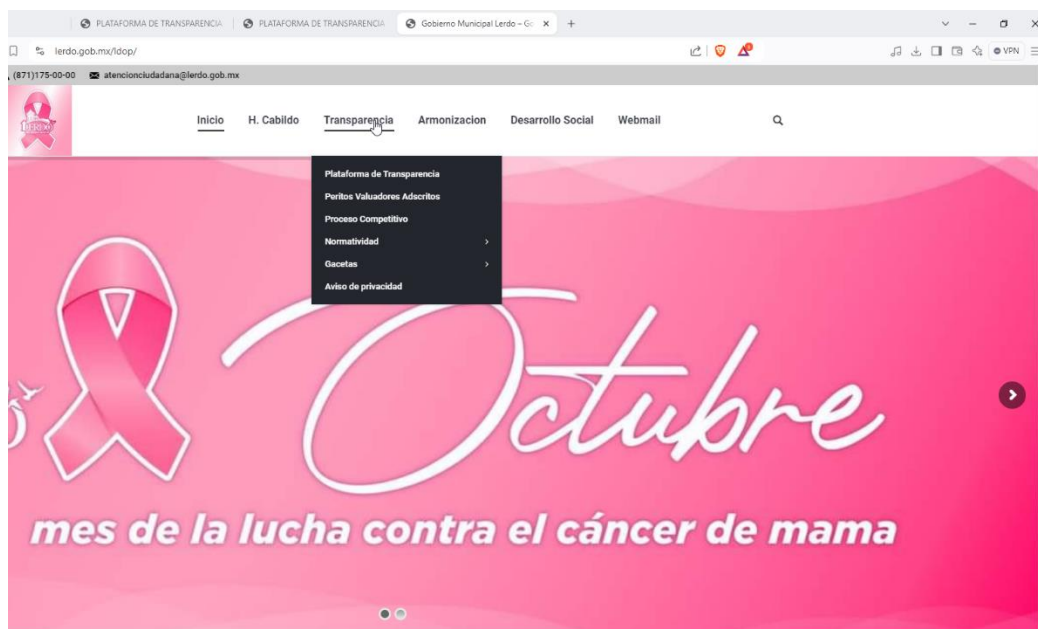 PLATAFORMA DE TRANSPARENCIA
PLATAFORMA DE TRANSPARENCIA
Gobierno Municipal Lerdo – Go
lerdo.gob.mx/ldop/
VPN
(871)175-00-00 atencionciudadana@lerdo.gob.mx
LERDO
Inicio H. Cabildo Transparencia Armonizacion Desarrollo Social Webmail
Plataforma de Transparencia
Peritos Valuadores Adscritos
Proceso Competitivo
Normatividad
Gacetas
Aviso de privacidad
Octubre
mes de la lucha contra el cáncer de mama